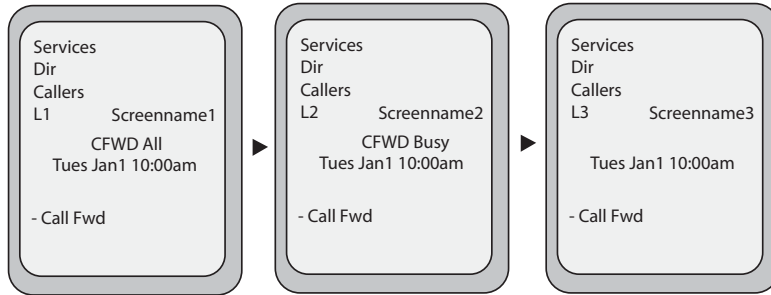 Services
Dir
Callers
L1 Screenname1
CFWD All
Tues Jan1 10:00am
- Call Fwd
Services
Dir
Callers
L2 Screenname2
CFWD Busy
Tues Jan1 10:00am
- Call Fwd
Services
Dir
Callers
L3 Screenname3
Tues Jan1 10:00am
- Call Fwd